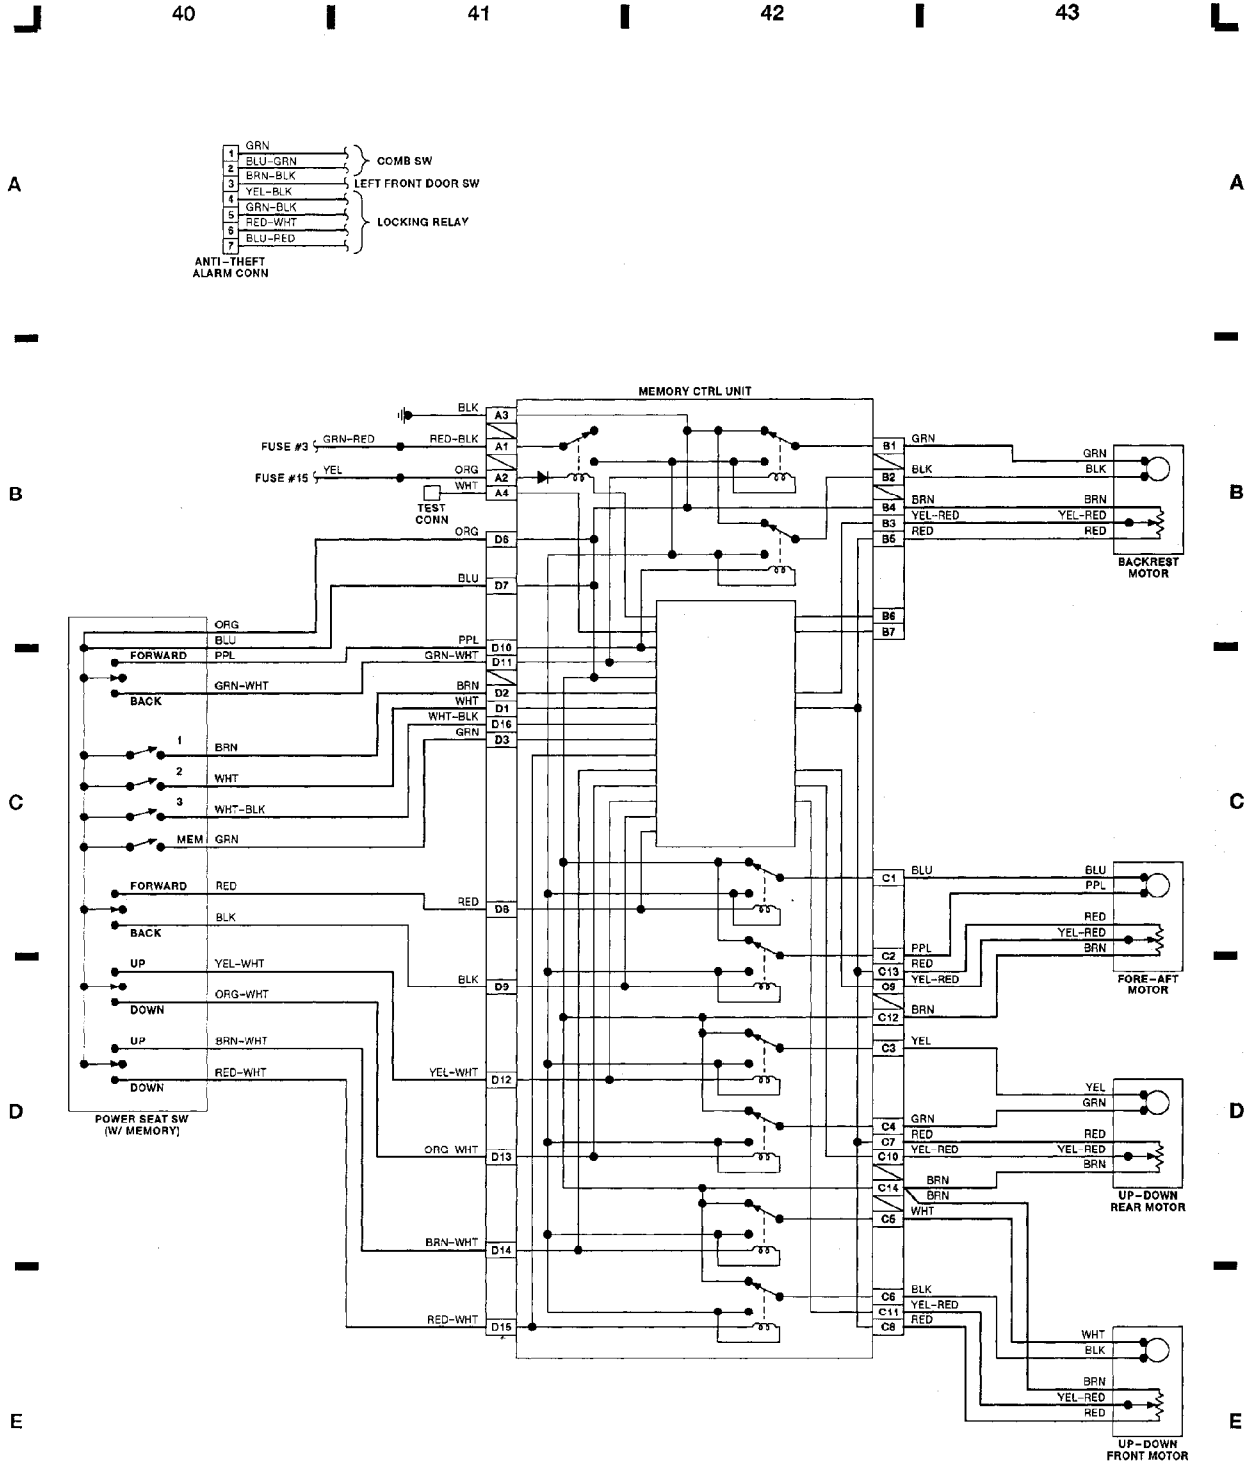 40 41 42 43
A A
1 GRN
2 BLU-GRN
COMB SW
3 BRN-BLK
LEFT FRONT DOOR SW
4 YEL-BLK
5 GRN-BLK
6 RED-WHT
7 BLU-RED
LOCKING RELAY
ANTI-THEFT
ALARM CONN
MEMORY CTRL UNIT
BLK A3
FUSE #3 GRN-RED RED-BLK A1
FUSE #15 YEL ORG A2
WHT A4
TEST
CONN
B B
ORG D6
BLU D7
PPL D10
GRN-WHT D11
BRN D2
WHT D1
WHT-BLK D16
GRN D3
RED D8
BLK D9
YEL-WHT D12
ORG-WHT D13
BRN-WHT D14
RED-WHT D15
ORG
BLU
FORWARD PPL
GRN-WHT
BACK
1 BRN
2 WHT
3 WHT-BLK
MEM GRN
C C
FORWARD RED
BLK
BACK
UP YEL-WHT
ORG-WHT
DOWN
UP BRN-WHT
RED-WHT
DOWN
POWER SEAT SW
(W/ MEMORY)
D D
B1 GRN GRN
B2 BLK BLK
B4 BRN BRN
B3 YEL-RED YEL-RED
B5 RED RED
BACKREST
MOTOR
B6
B7
C1 BLU BLU
PPL
RED
YEL-RED
BRN
C2 PPL
C13 RED
C9 YEL-RED
C12 BRN
FORE-AFT
MOTOR
C3 YEL
YEL
GRN
C4 GRN
C7 RED RED
C10 YEL-RED YEL-RED
BRN
C14 BRN
BRN
C5 WHT
UP-DOWN
REAR MOTOR
C6 BLK
C11 YEL-RED
C8 RED
WHT
BLK
BRN
YEL-RED
RED
UP-DOWN
FRONT MOTOR
E E